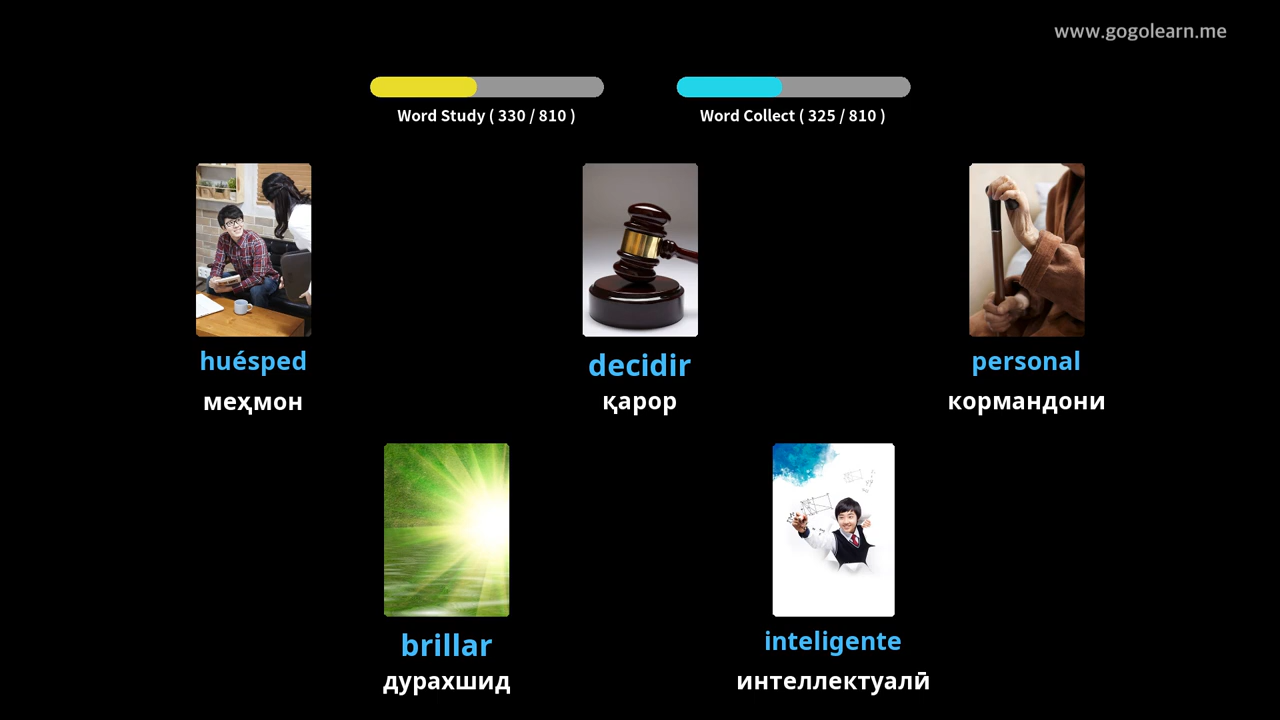 www.gogolearn.me
Word Study ( 330 / 810 )
Word Collect ( 325 / 810 )
huésped
меҳмон
decidir
қарор
personal
кормандони
brillar
дурахшид
inteligente
интеллектуалӣ